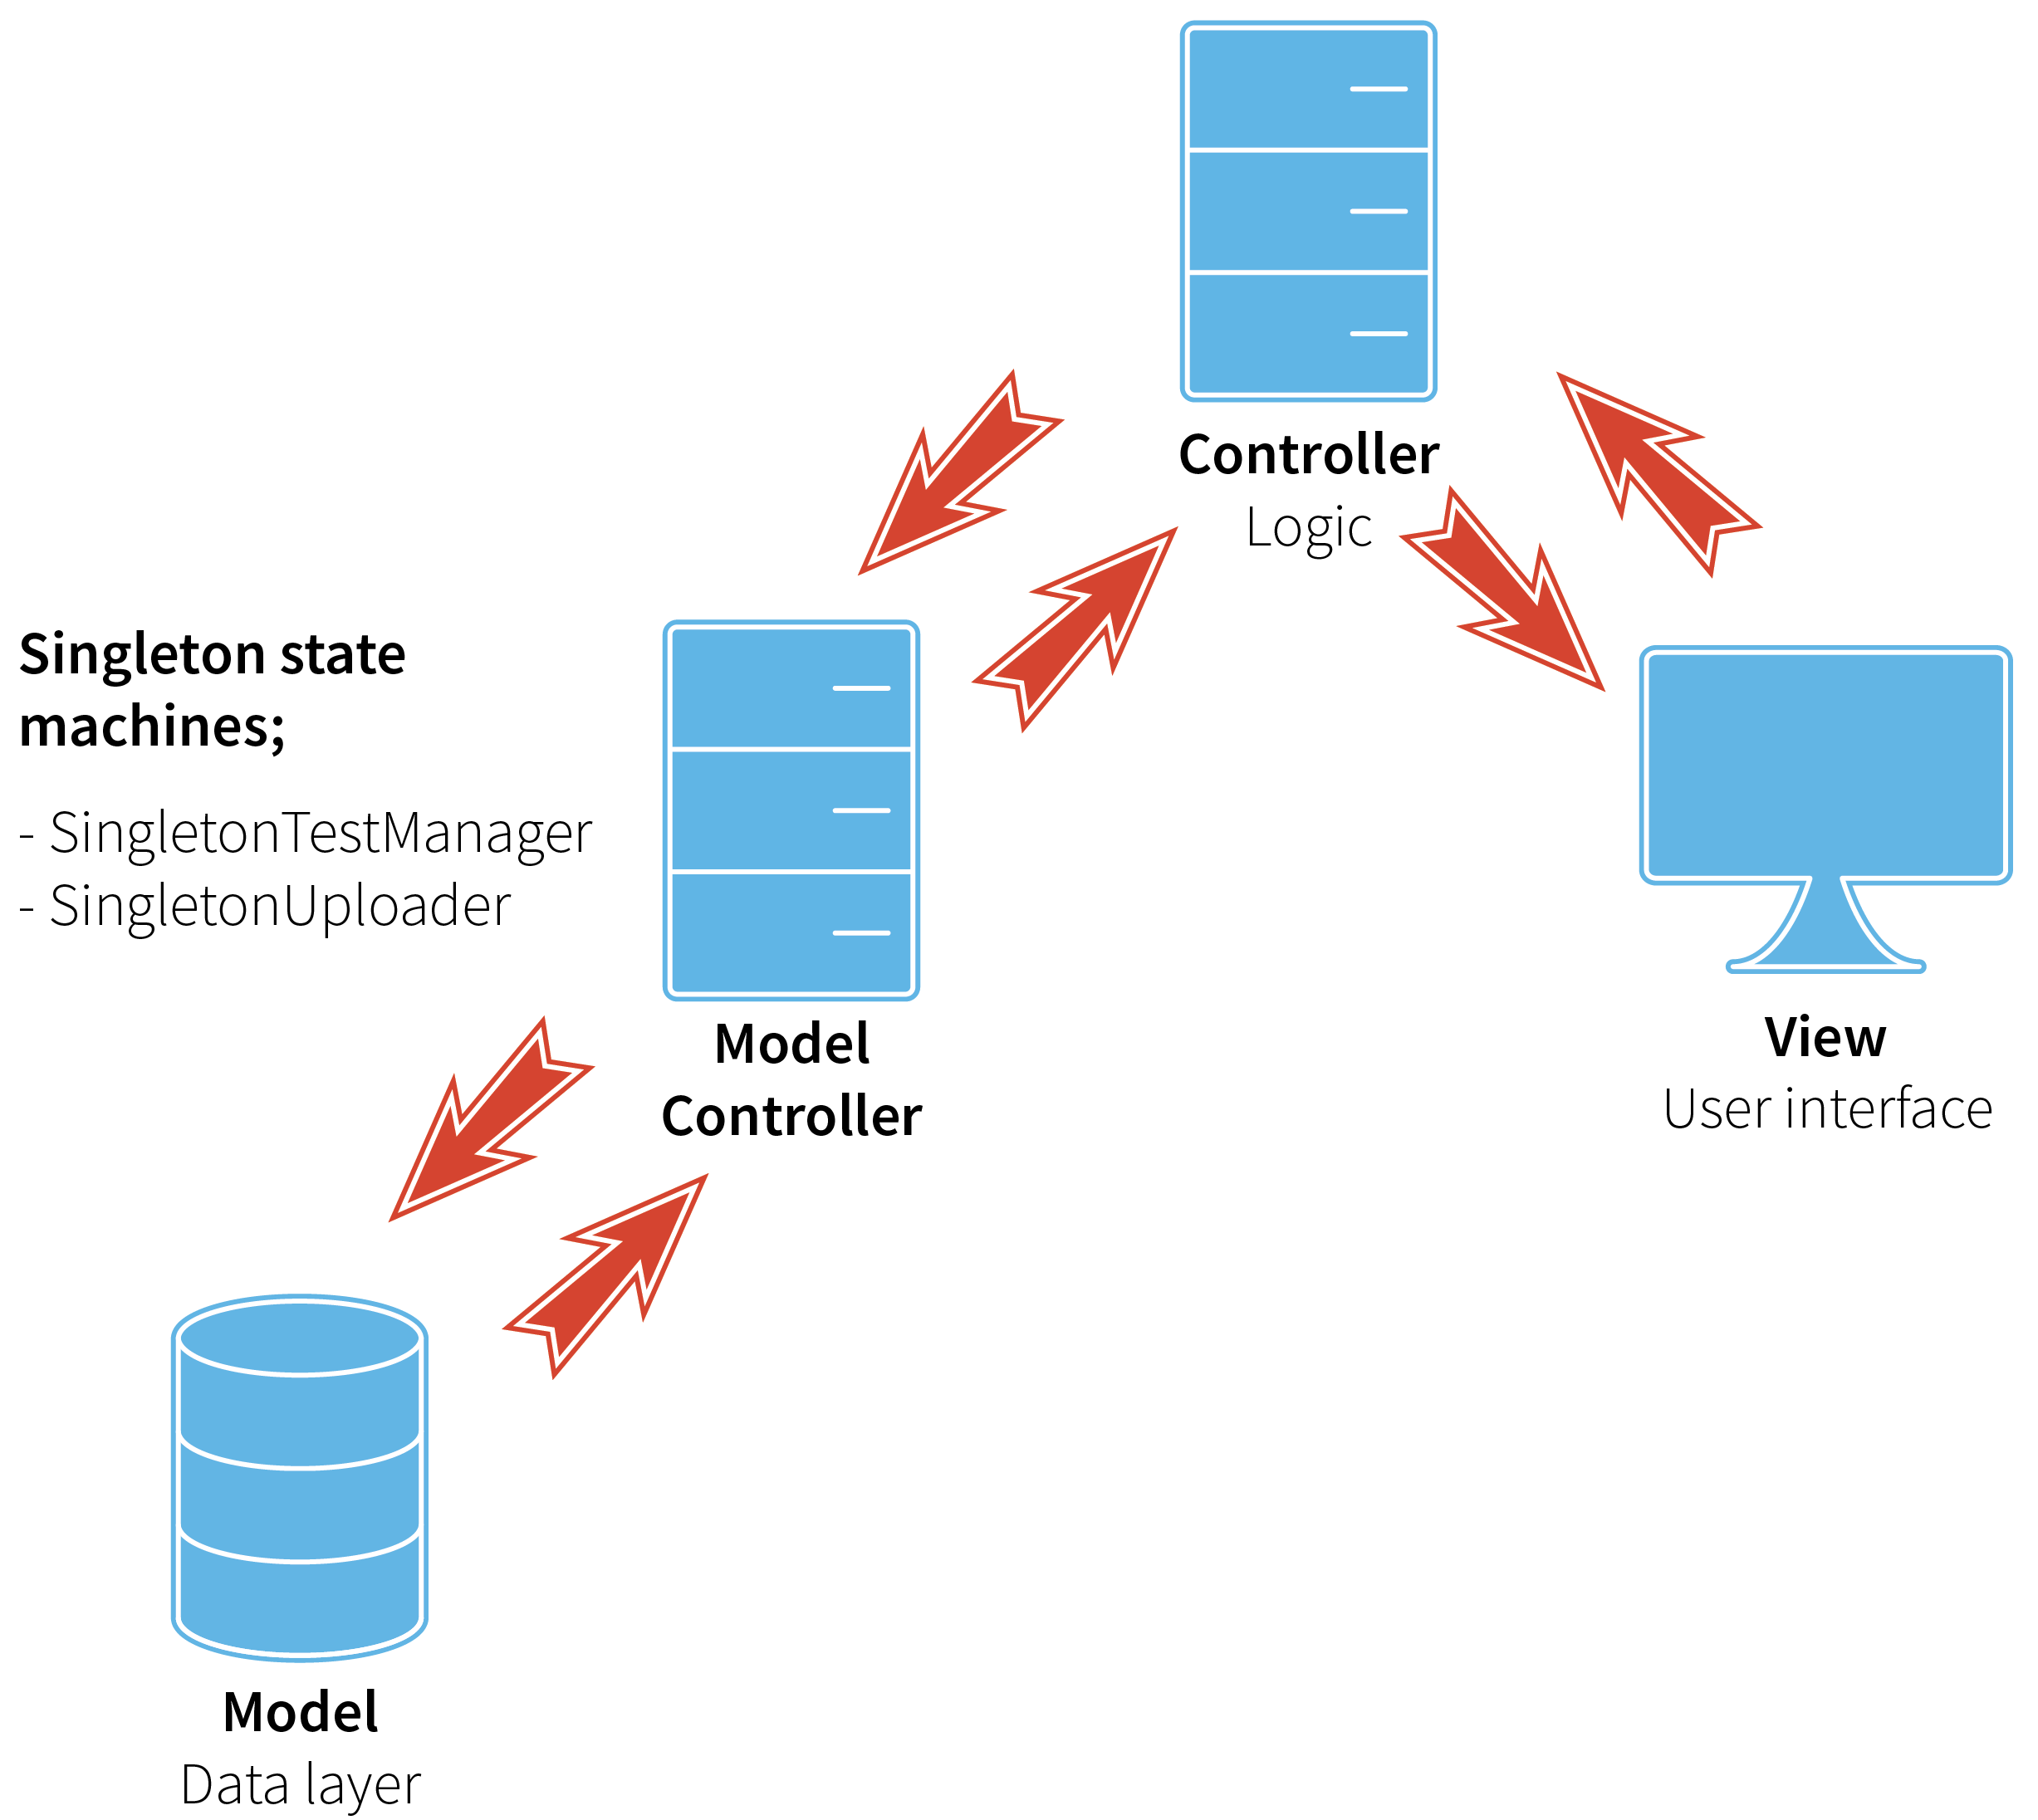 Controller
Logic
Singleton state
machines;
- SingletonTestManager
- SingletonUploader
Model
Controller
View
User interface
Model
Data layer